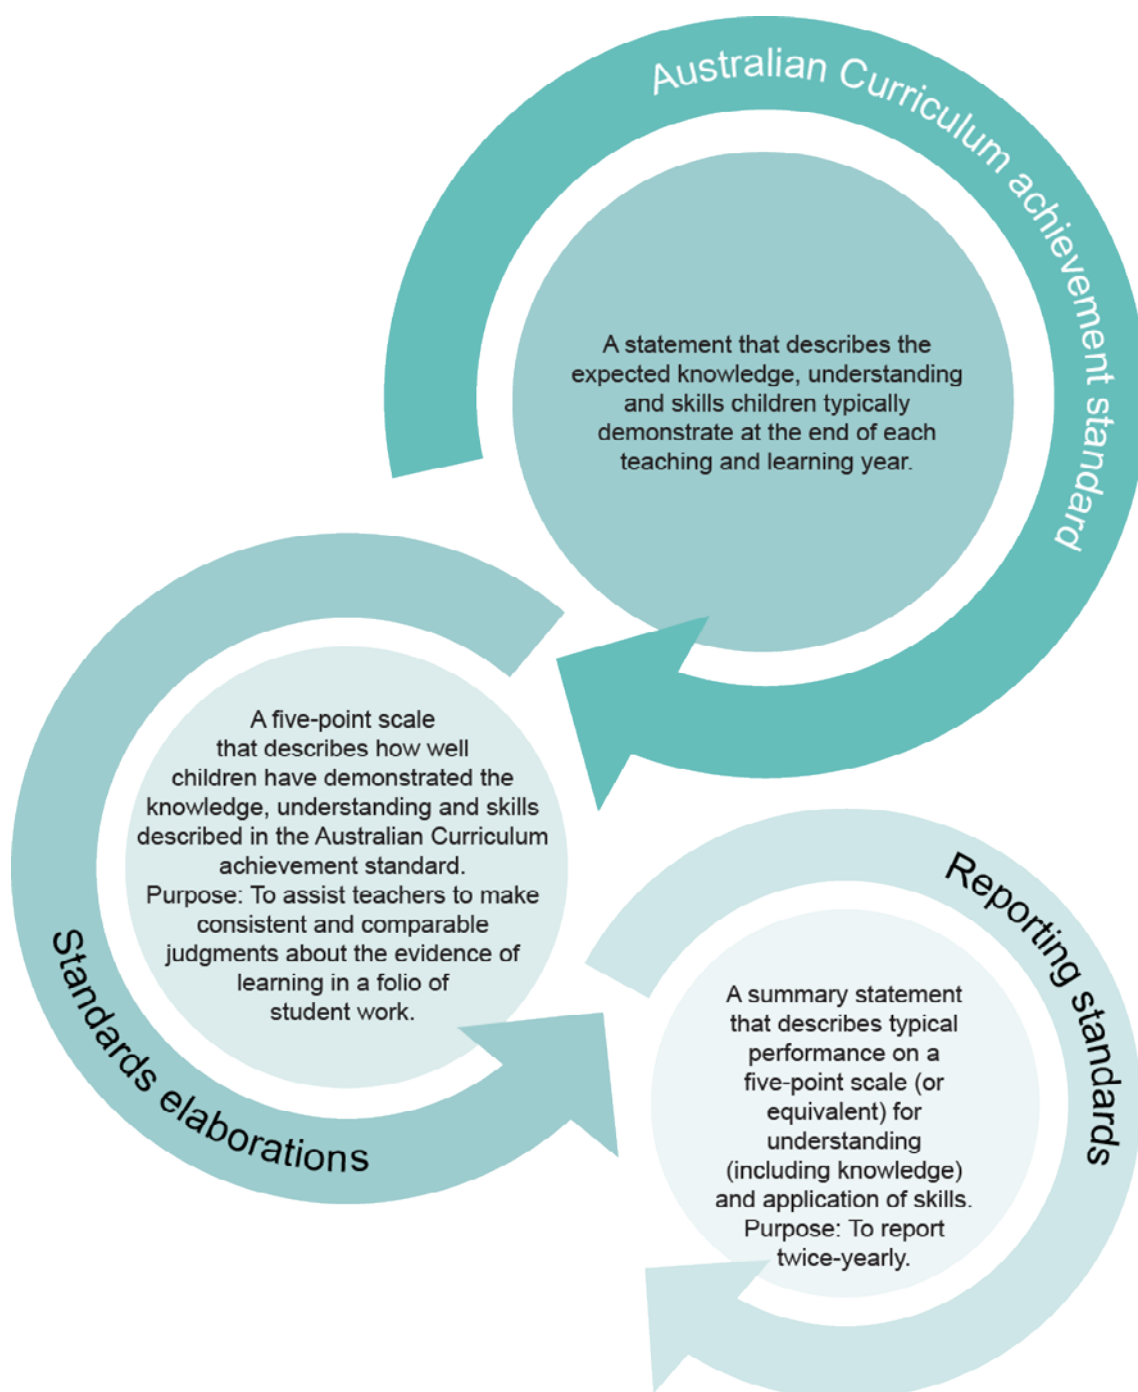 Australian Curriculum achievement standard
A statement that describes the
expected knowledge, understanding
and skills children typically
demonstrate at the end of each
teaching and learning year.
Standards elaborations
A five-point scale
that describes how well
children have demonstrated the
knowledge, understanding and skills
described in the Australian Curriculum
achievement standard.
Purpose: To assist teachers to make
consistent and comparable
judgments about the evidence of
learning in a folio of
student work.
Reporting standards
A summary statement
that describes typical
performance on a
five-point scale (or
equivalent) for
understanding
(including knowledge)
and application of skills.
Purpose: To report
twice-yearly.